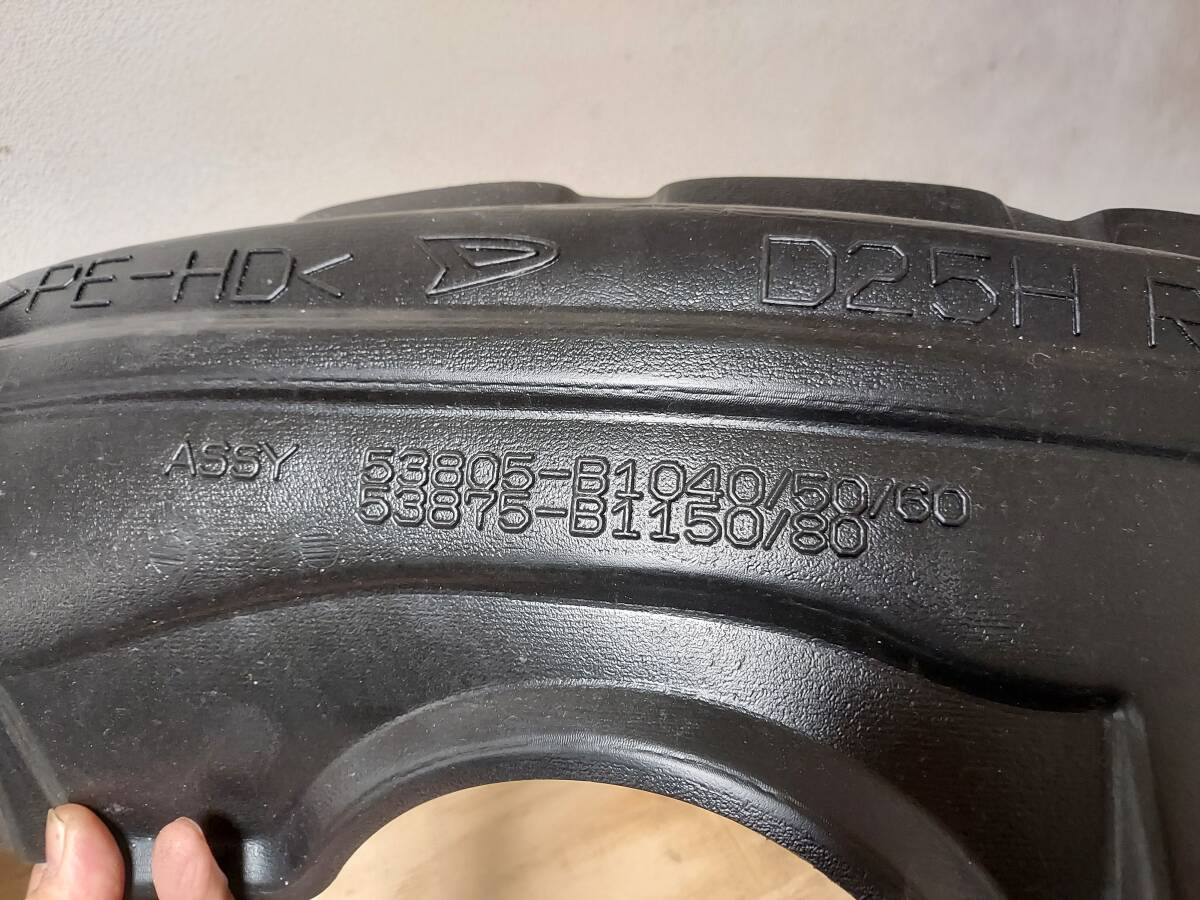 >PE-HD< D25H R
ASSY 53805-B1040/50/60
53875-B1150/80